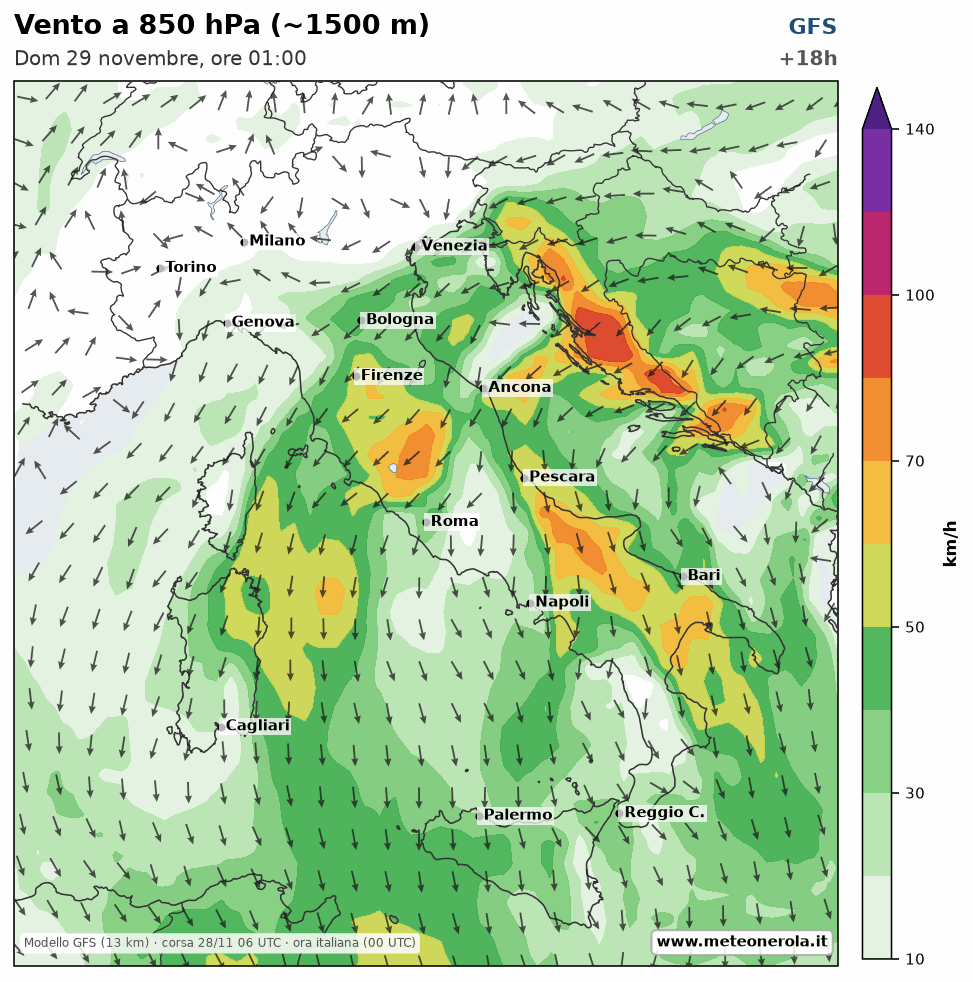 Vento a 850 hPa (~1500 m)
GFS
Dom 29 novembre, ore 01:00
+18h
140
100
70
50
30
10
km/h
Milano
Venezia
Torino
Genova
Bologna
Firenze
Ancona
Pescara
Roma
Bari
Napoli
Cagliari
Palermo
Reggio C.
Modello GFS (13 km) · corsa 28/11 06 UTC · ora italiana (00 UTC)
www.meteonerola.it